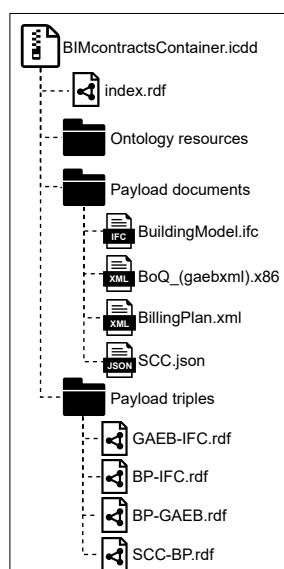 BIMcontractsContainer.icdd
index.rdf
Ontology resources
Payload documents
IFC BuildingModel.ifc
XML BoQ_(gaebxml).x86
XML BillingPlan.xml
JSON SCC.json
Payload triples
GAEB-IFC.rdf
BP-IFC.rdf
BP-GAEB.rdf
SCC-BP.rdf